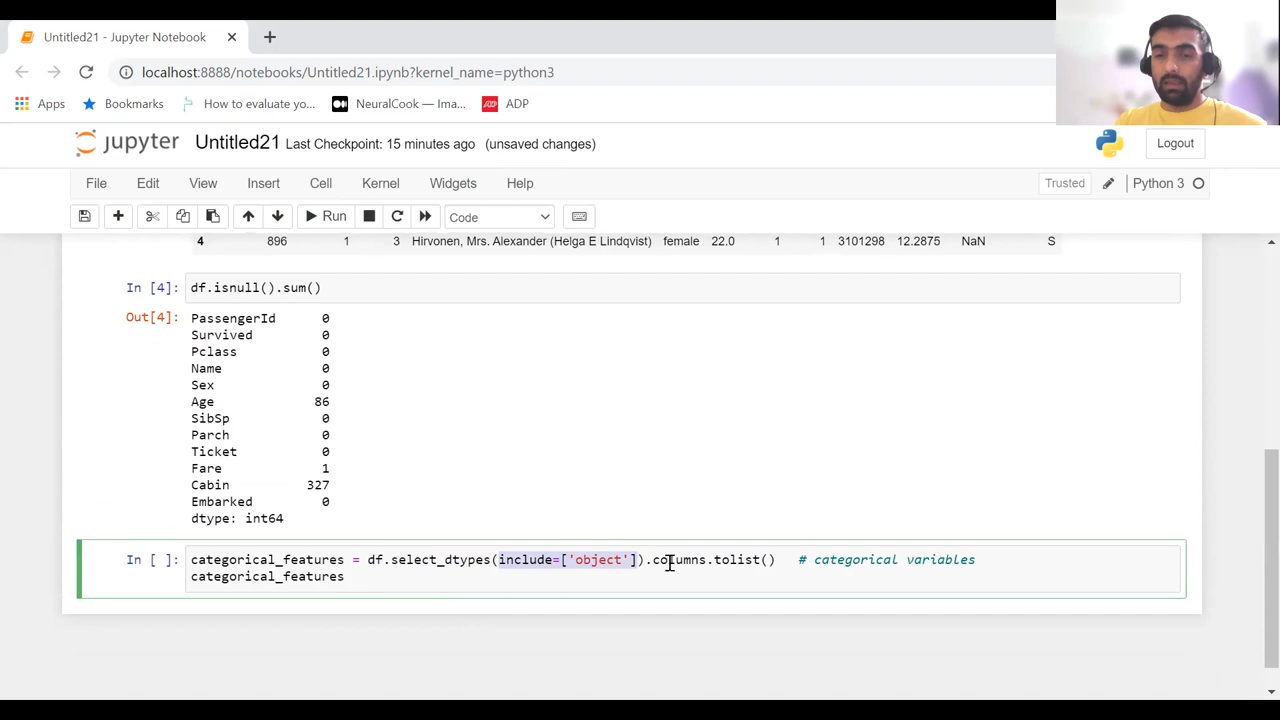 Untitled21 - Jupyter Notebook
localhost:8888/notebooks/Untitled21.ipynb?kernel_name=python3
Apps Bookmarks How to evaluate yo... NeuralCook — Ima... ADP ADP
jupyter Untitled21 Last Checkpoint: 15 minutes ago (unsaved changes) Logout
File Edit View Insert Cell Kernel Widgets Help Trusted Python 3
Run Code
4 896 1 3 Hirvonen, Mrs. Alexander (Helga E Lindqvist) female 22.0 1 1 3101298 12.2875 NaN S
In [4]: df.isnull().sum()
Out[4]: PassengerId 0
Survived 0
Pclass 0
Name 0
Sex 0
Age 86
SibSp 0
Parch 0
Ticket 0
Fare 1
Cabin 327
Embarked 0
dtype: int64
In [ ]: categorical_features = df.select_dtypes(include=['object']).columns.tolist() # categorical variables
categorical_features